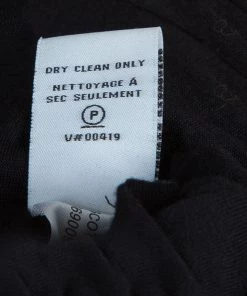 DRY CLEAN ONLY
NETTOYAGE À
SEC SEULEMENT
P
V#00419